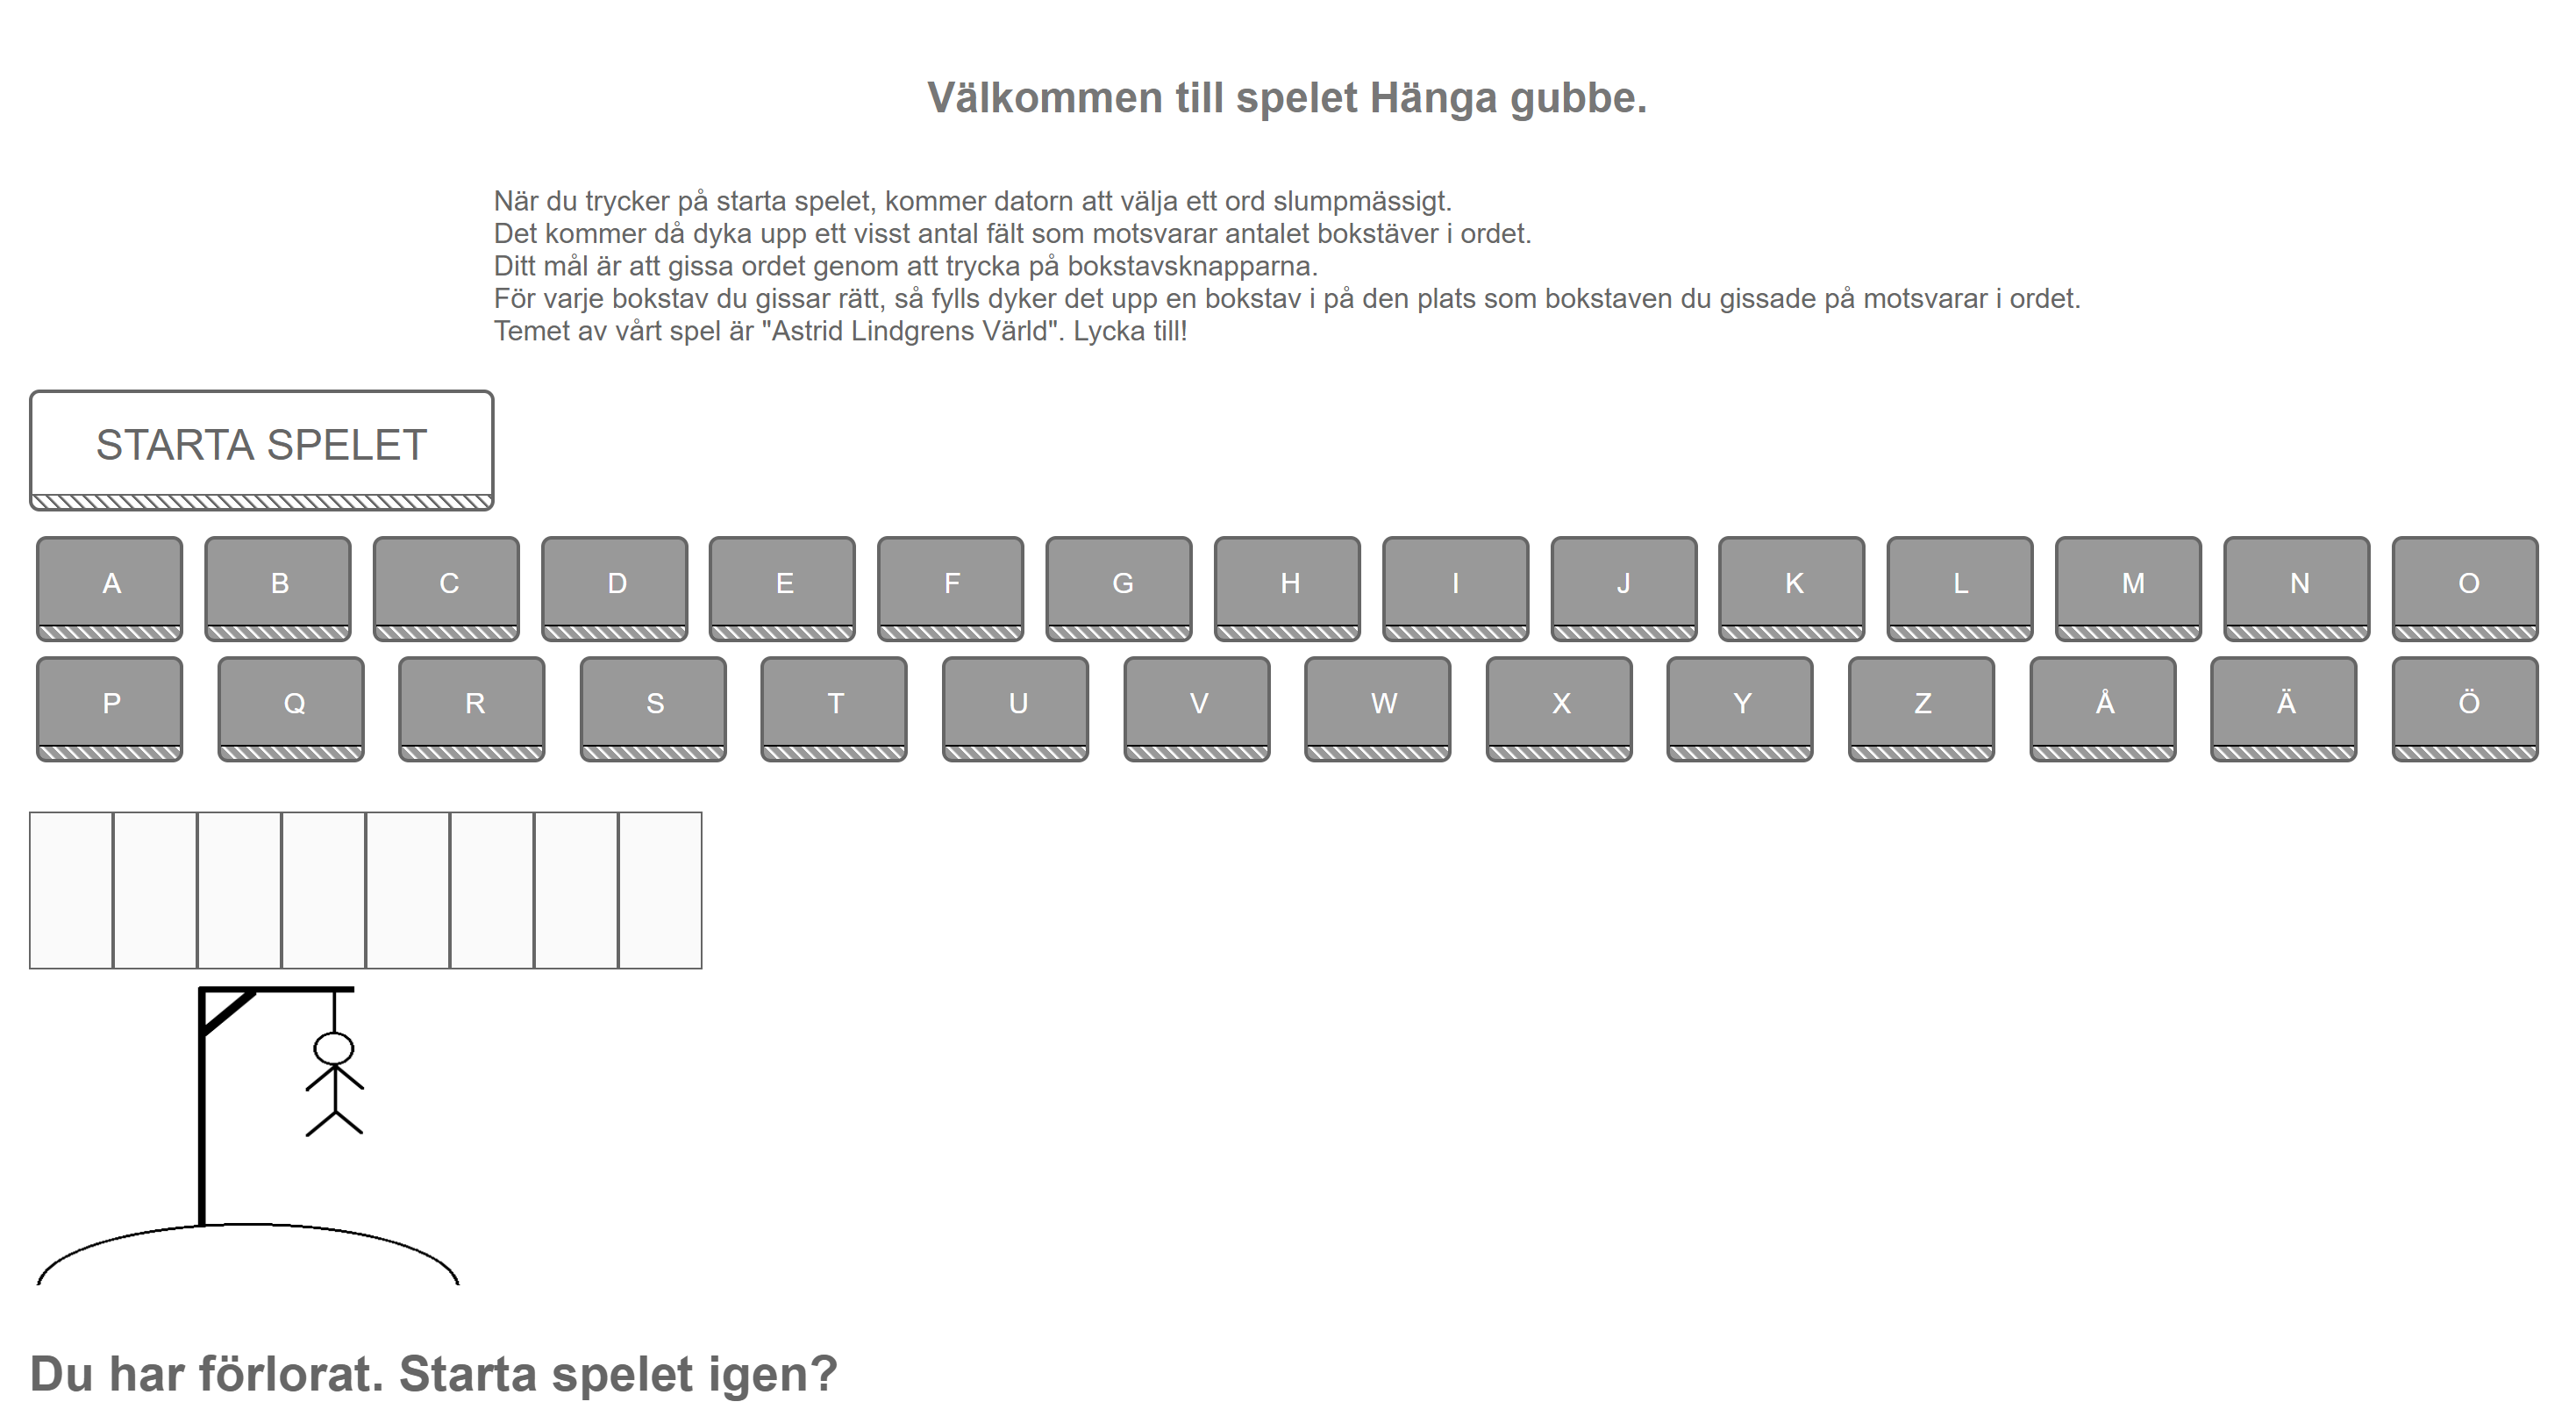 Välkommen till spelet Hänga gubbe.
När du trycker på starta spelet, kommer datorn att välja ett ord slumpmässigt.
Det kommer då dyka upp ett visst antal fält som motsvarar antalet bokstäver i ordet.
Ditt mål är att gissa ordet genom att trycka på bokstavsknapparna.
För varje bokstav du gissar rätt, så fylls dyker det upp en bokstav i på den plats som bokstaven du gissade på motsvarar i ordet.
Temet av vårt spel är "Astrid Lindgrens Värld". Lycka till!
STARTA SPELET
A B C D E F G H I J K L M N O
P Q R S T U V W X Y Z Å Ä Ö
Du har förlorat. Starta spelet igen?